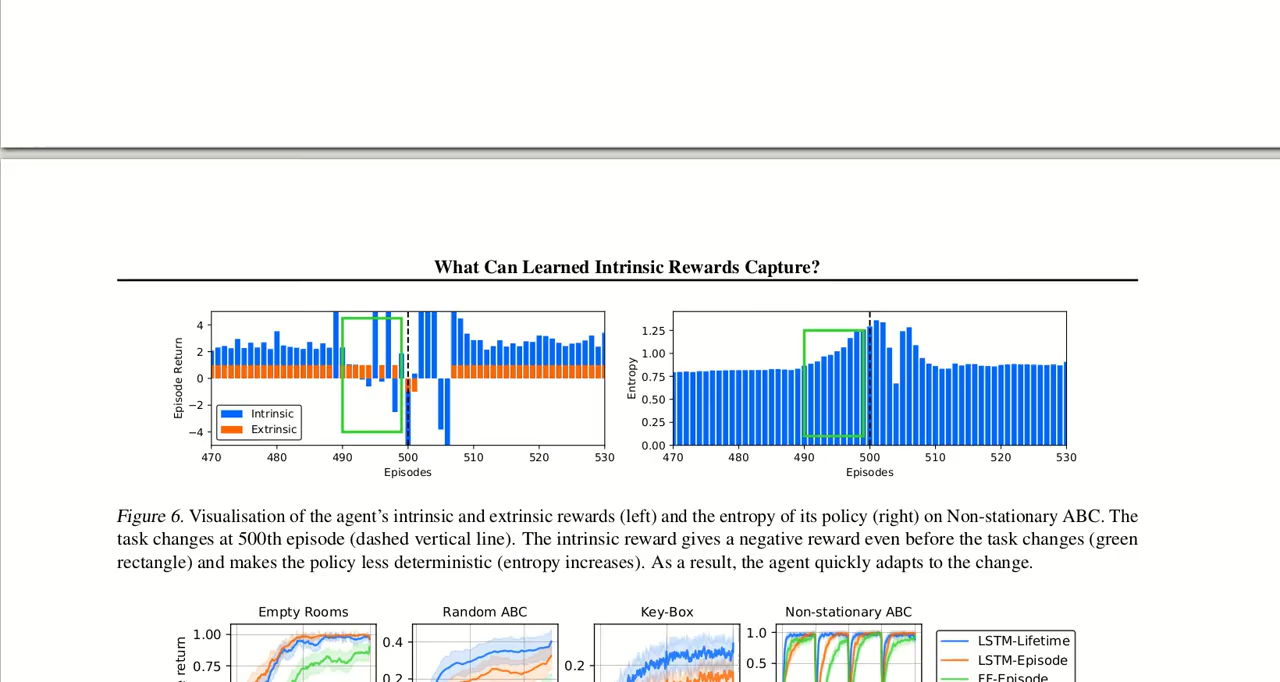 What Can Learned Intrinsic Rewards Capture?
Episode Return
4
2
0
−2
−4
Intrinsic
Extrinsic
470 480 490 500 510 520 530
Episodes
Entropy
1.25
1.00
0.75
0.50
0.25
0.00
470 480 490 500 510 520 530
Episodes
Figure 6. Visualisation of the agent's intrinsic and extrinsic rewards (left) and the entropy of its policy (right) on Non-stationary ABC. The
task changes at 500th episode (dashed vertical line). The intrinsic reward gives a negative reward even before the task changes (green
rectangle) and makes the policy less deterministic (entropy increases). As a result, the agent quickly adapts to the change.
Empty Rooms
1.00
0.75
return
Random ABC
0.4
0.2
Key-Box
0.2
Non-stationary ABC
1.0
0.5
LSTM-Lifetime
LSTM-Episode
FF-Episode